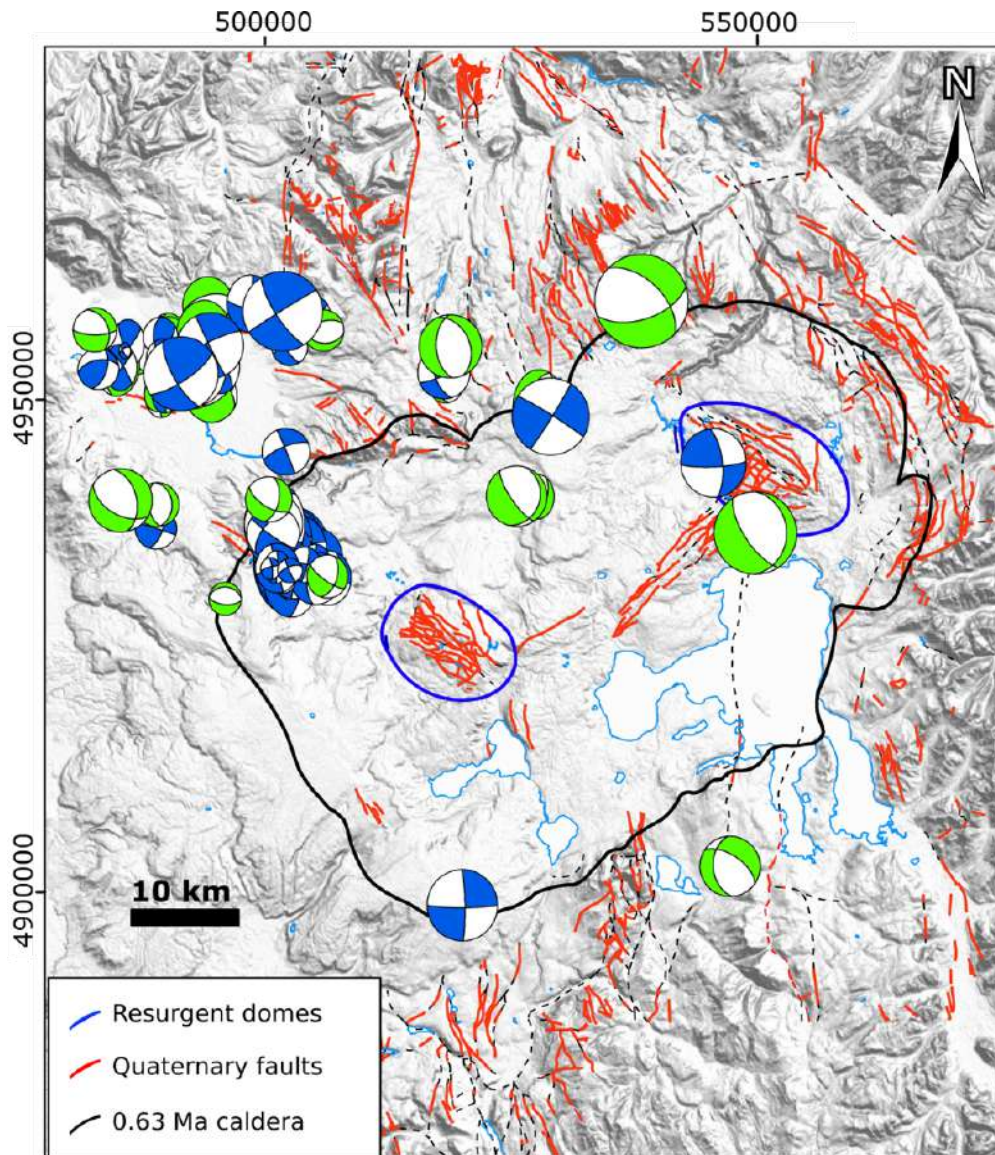 500000
550000
N
4950000
4900000
10 km
Resurgent domes
Quaternary faults
0.63 Ma caldera